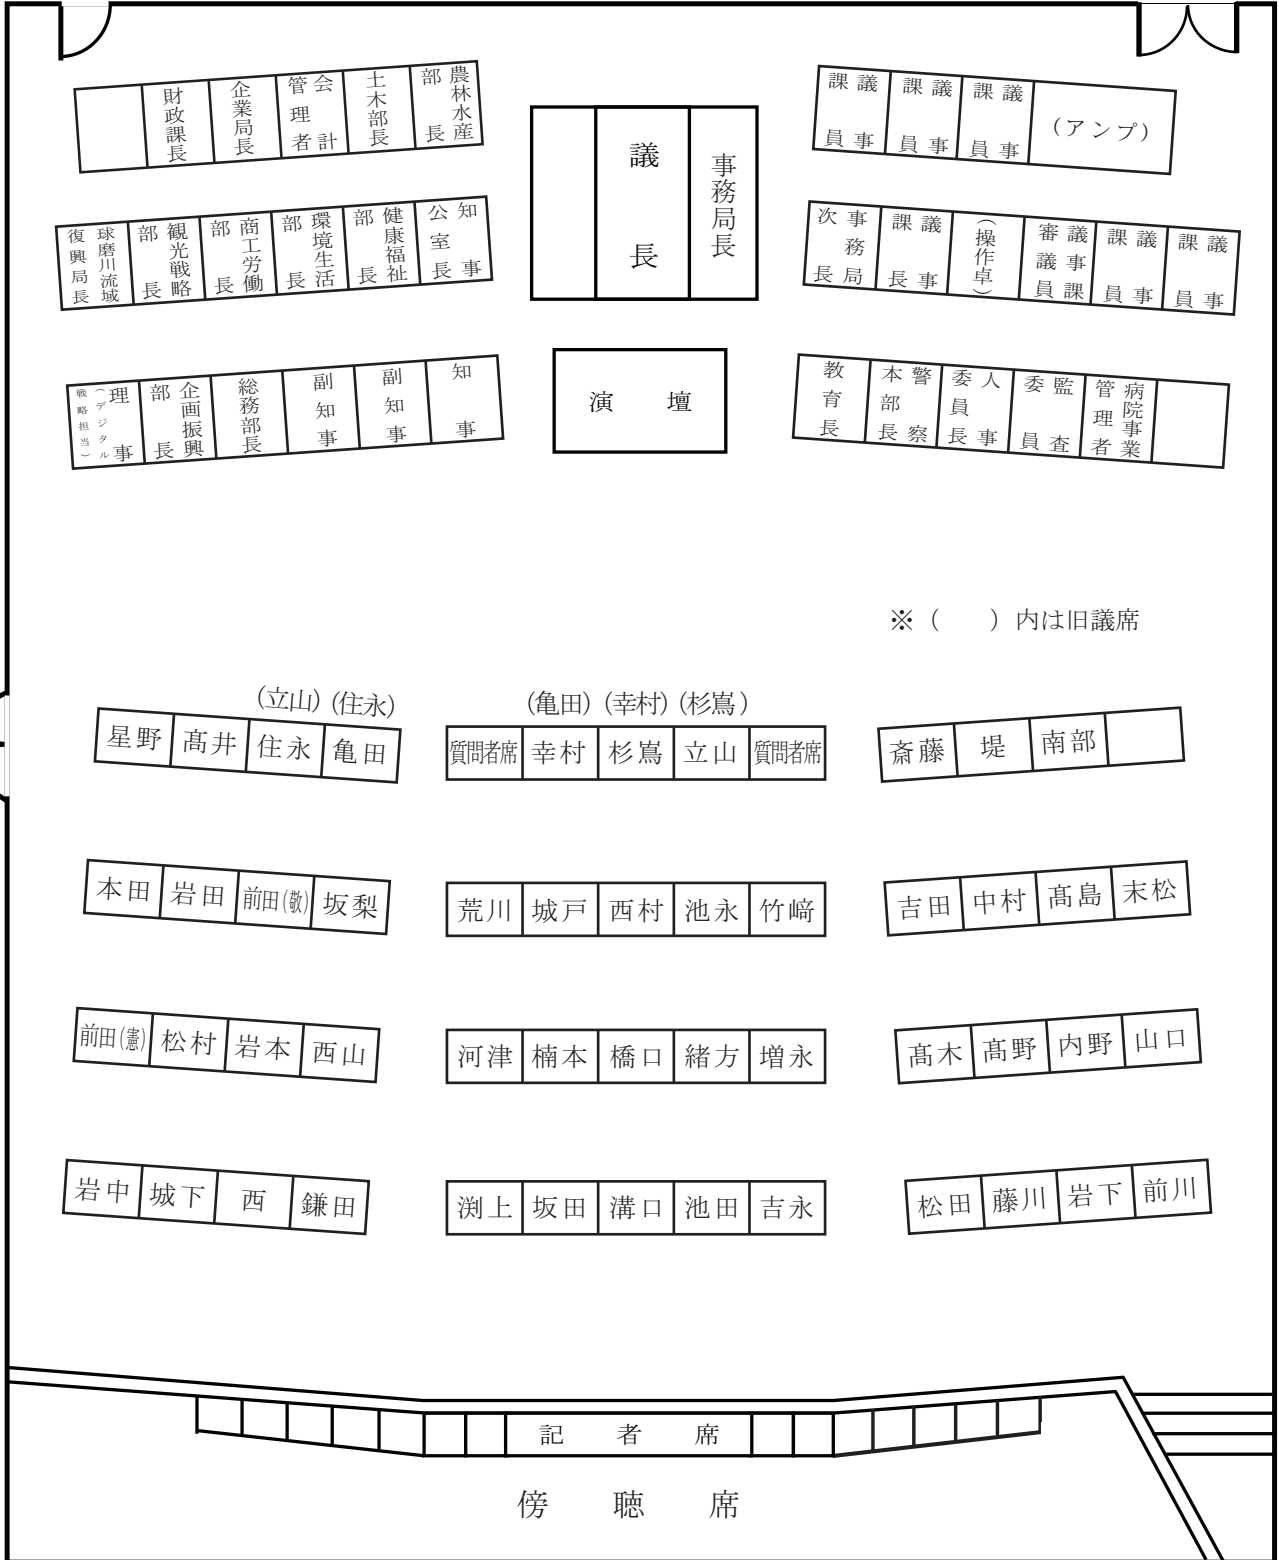 財政課長 企業局長 会計管理者 土木部長 農林水産部長
議長 事務局長
議事課員 議事課員 議事課員 （アンプ）
球磨川流域復興局長 観光戦略部長 商工労働部長 環境生活部長 健康福祉部長 知事公室長
事務局次長 議事課長 （操作卓） 議事課審議員 議事課員 議事課員
理事（デジタル戦略担当） 企画振興部長 総務部長 副知事 副知事 知事
演壇
教育長 警察本部長 人事委員長 監査委員 病院事業管理者
※（　　）内は旧議席
（立山）（住永）
（亀田）（幸村）（杉嶌）
星野 髙井 住永 亀田
質問者席 幸村 杉嶌 立山 質問者席
斎藤 堤 南部
本田 岩田 前田（敬） 坂梨
荒川 城戸 西村 池永 竹﨑
吉田 中村 髙島 末松
前田（憲） 松村 岩本 西山
河津 楠本 橋口 緒方 増永
髙木 髙野 内野 山口
岩中 城下 西 鎌田
渕上 坂田 溝口 池田 吉永
松田 藤川 岩下 前川
記者席
傍聴席